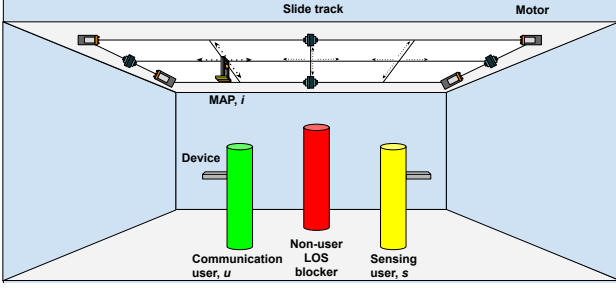 Slide track
Motor
MAP, i
Device
Communication
user, u
Non-user
LOS
blocker
Sensing
user, s